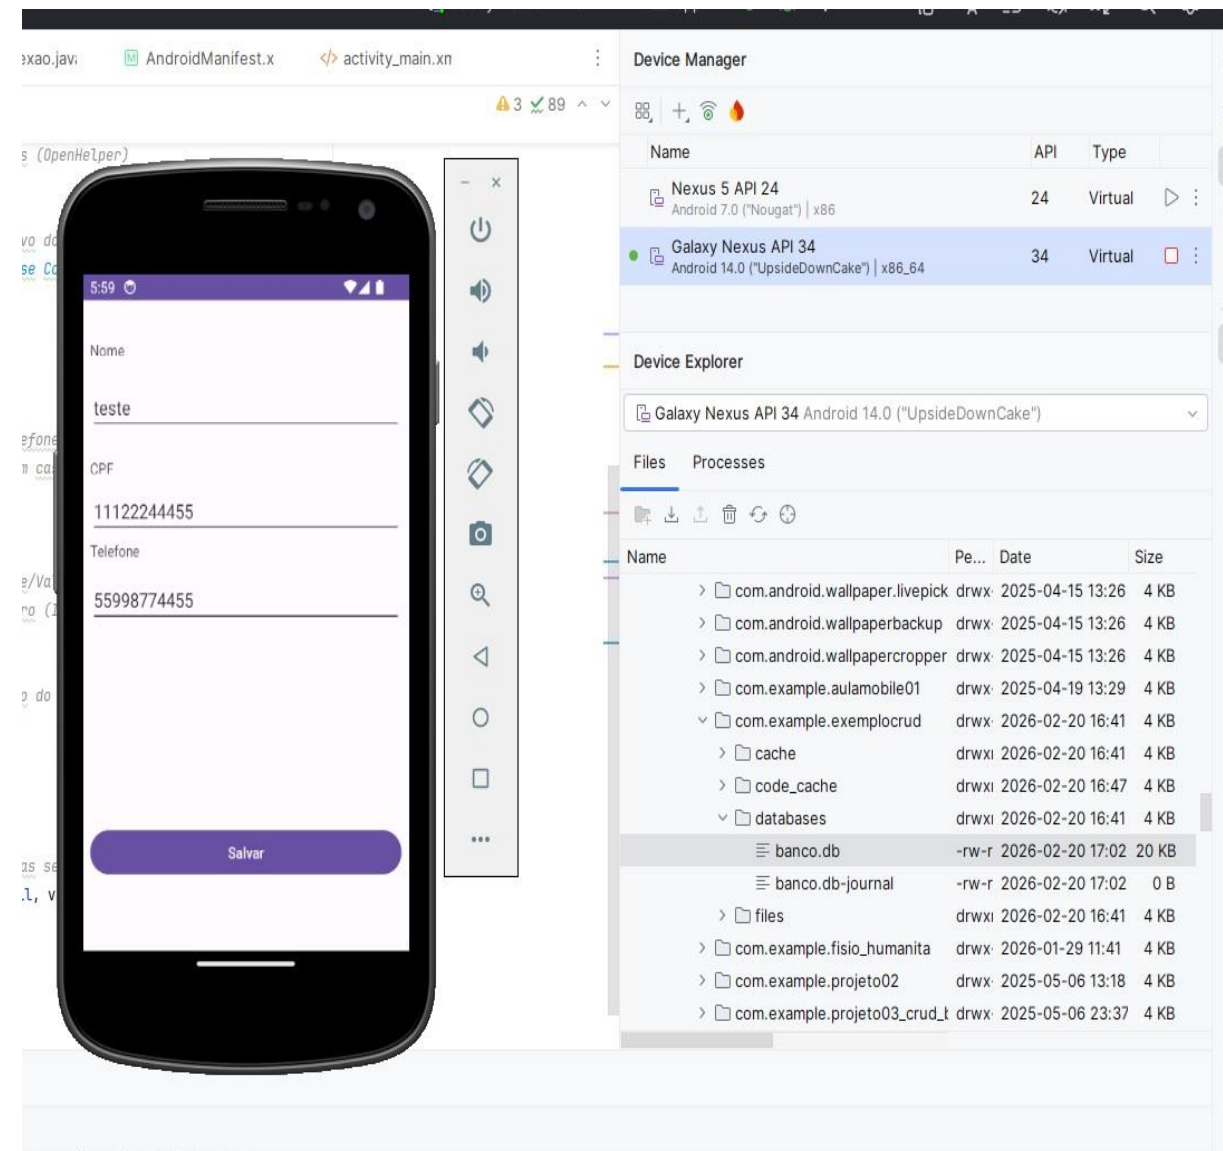 AndroidManifest.x
activity_main.xn
3 89
(OpenHelper)
5:59
Nome
teste
CPF
11122244455
Telefone
55998774455
Salvar
Device Manager
Name API Type
Nexus 5 API 24
Android 7.0 ("Nougat") | x86
24 Virtual
Galaxy Nexus API 34
Android 14.0 ("UpsideDownCake") | x86_64
34 Virtual
Device Explorer
Galaxy Nexus API 34 Android 14.0 ("UpsideDownCake")
Files Processes
Name Pe... Date Size
com.android.wallpaper.livepick drwx 2025-04-15 13:26 4 KB
com.android.wallpaperbackup drwx 2025-04-15 13:26 4 KB
com.android.wallpapercropper drwx 2025-04-15 13:26 4 KB
com.example.aulamobile01 drwx 2025-04-19 13:29 4 KB
com.example.exemplocrud drwx 2026-02-20 16:41 4 KB
cache drwx 2026-02-20 16:41 4 KB
code_cache drwx 2026-02-20 16:47 4 KB
databases drwx 2026-02-20 16:41 4 KB
banco.db -rw-r 2026-02-20 17:02 20 KB
banco.db-journal -rw-r 2026-02-20 17:02 0 B
files drwx 2026-02-20 16:41 4 KB
com.example.fisio_humanita drwx 2026-01-29 11:41 4 KB
com.example.projeto02 drwx 2025-05-06 13:18 4 KB
com.example.projeto03_crud_b drwx 2025-05-06 23:37 4 KB